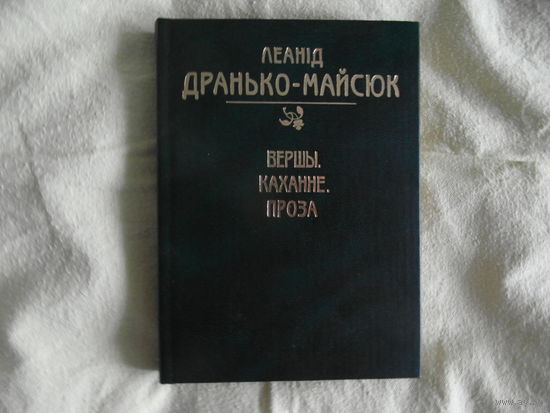 ЛЕАНІД
ДРАНЬКО-МАЙСЮК
ВЕРШЫ.
КАХАННЕ.
ПРОЗА